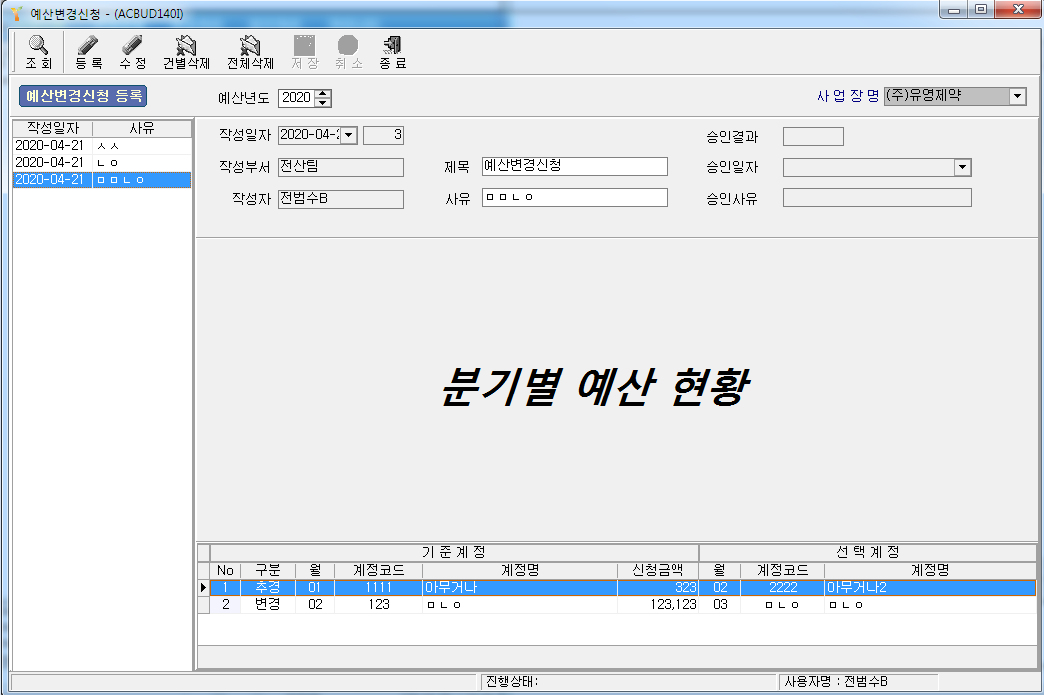 예산변경신청 - (ACBUD140I)
조 회 등 록 수 정 건별삭제 전체삭제 저 장 취 소 종 료
예산변경신청 등록 예산년도 2020 사 업 장 명 (주)유영제약
작성일자 사유
2020-04-21 ㅅㅅ
2020-04-21 ㄴㅇ
2020-04-21 ㅁㅁㄴㅇ
작성일자 2020-04-2 3 승인결과
작성부서 전산팀 제목 예산변경신청 승인일자
작성자 전범수B 사유 ㅁㅁㄴㅇ 승인사유
분기별 예산 현황
기 준 계 정 선 택 계 정
No 구분 월 계정코드 계정명 신청금액 월 계정코드 계정명
1 추경 01 1111 아무거나 323 02 2222 아무거나2
2 변경 02 123 ㅁㄴㅇ 123,123 03 ㅁㄴㅇ ㅁㄴㅇ
진행상태: 사용자명 : 전범수B